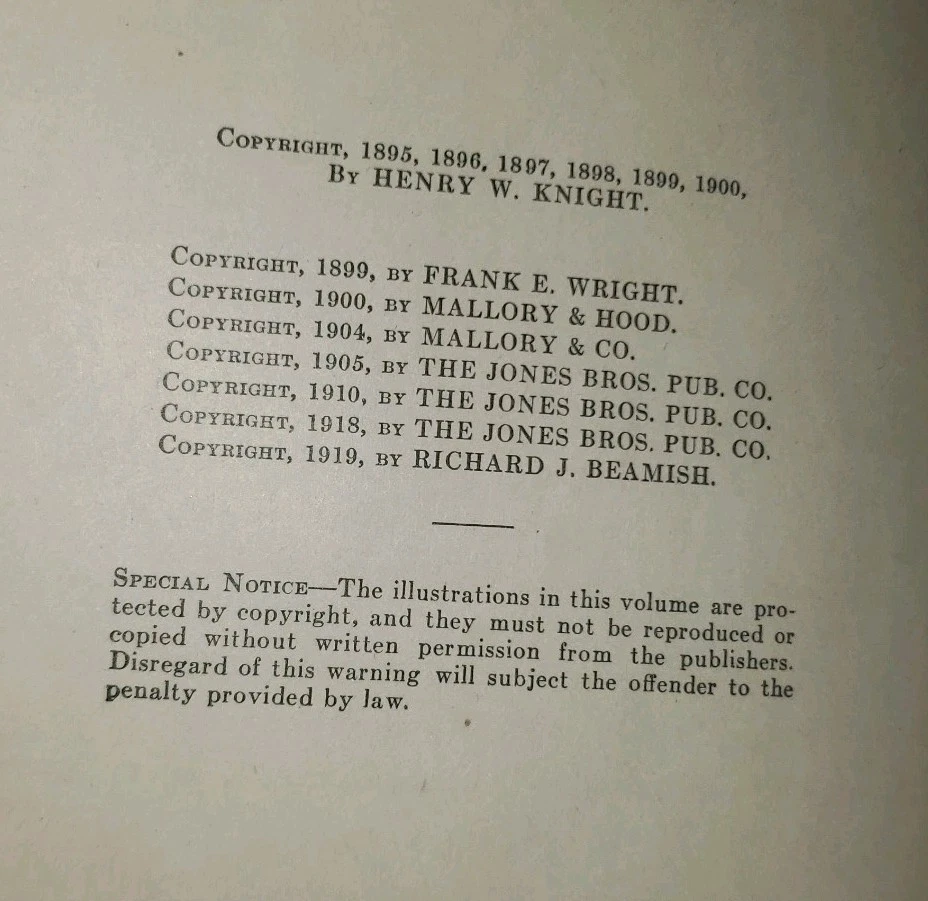 Copyright, 1895, 1896, 1897, 1898, 1899, 1900,
By HENRY W. KNIGHT.
Copyright, 1899, by FRANK E. WRIGHT.
Copyright, 1900, by MALLORY & HOOD.
Copyright, 1904, by MALLORY & CO.
Copyright, 1905, by THE JONES BROS. PUB. CO.
Copyright, 1910, by THE JONES BROS. PUB. CO.
Copyright, 1918, by THE JONES BROS. PUB. CO.
Copyright, 1919, by RICHARD J. BEAMISH.
Special Notice—The illustrations in this volume are pro-
tected by copyright, and they must not be reproduced or
copied without written permission from the publishers.
Disregard of this warning will subject the offender to the
penalty provided by law.